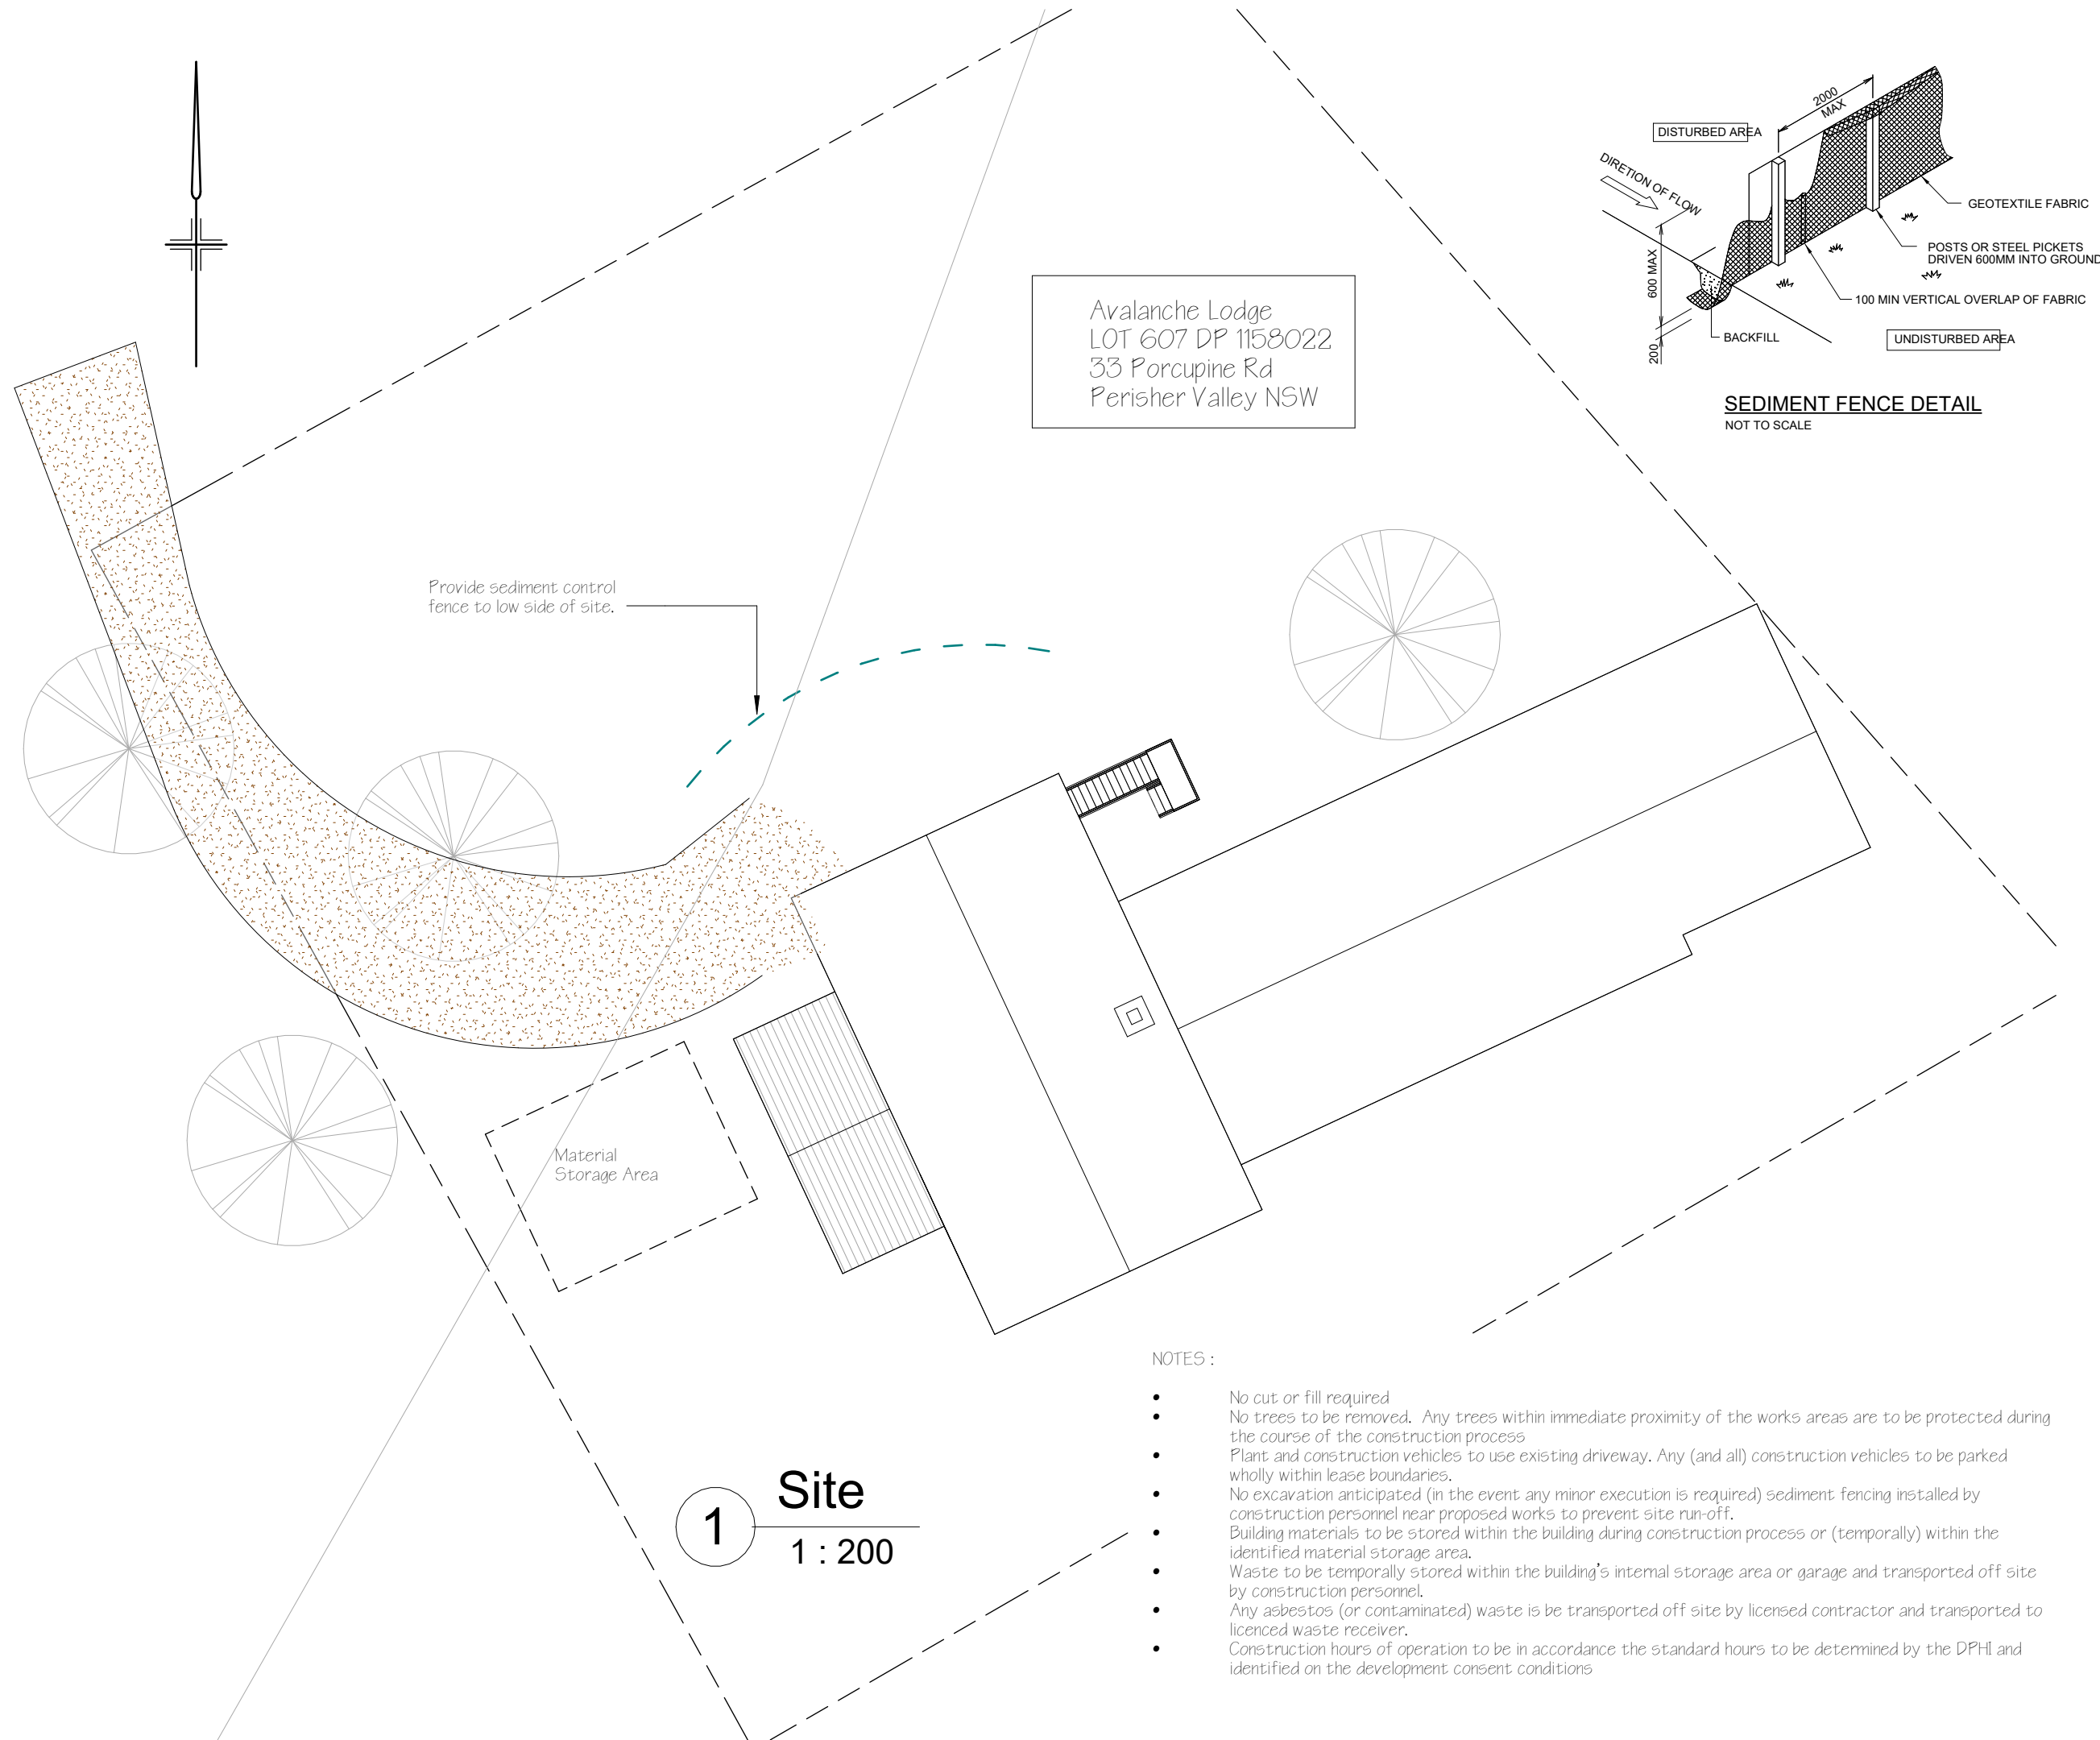 DISTURBED AREA
2000
MAX
DIRETION OF FLOW
GEOTEXTILE FABRIC
POSTS OR STEEL PICKETS
DRIVEN 600MM INTO GROUND
600 MAX
100 MIN VERTICAL OVERLAP OF FABRIC
BACKFILL
UNDISTURBED AREA
200
SEDIMENT FENCE DETAIL
NOT TO SCALE
Avalanche Lodge
LOT 607 DP 1158022
33 Porcupine Rd
Perisher Valley NSW
Provide sediment control
fence to low side of site.
Material
Storage Area
1
Site
1 : 200
NOTES :
• No cut or fill required
• No trees to be removed. Any trees within immediate proximity of the works areas are to be protected during
the course of the construction process
• Plant and construction vehicles to use existing driveway. Any (and all) construction vehicles to be parked
wholly within lease boundaries.
• No excavation anticipated (in the event any minor execution is required) sediment fencing installed by
construction personnel near proposed works to prevent site run-off.
• Building materials to be stored within the building during construction process or (temporally) within the
identified material storage area.
• Waste to be temporally stored within the building's internal storage area or garage and transported off site
by construction personnel.
• Any asbestos (or contaminated) waste is be transported off site by licensed contractor and transported to
licenced waste receiver.
• Construction hours of operation to be in accordance the standard hours to be determined by the DPHI and
identified on the development consent conditions